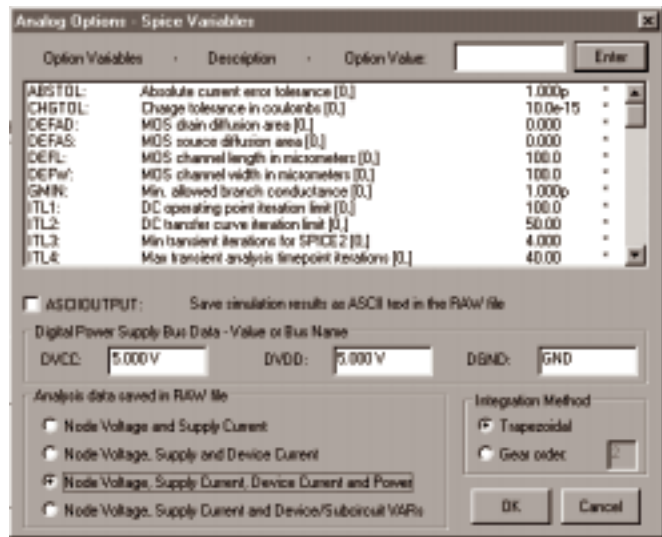 Analog Options - Spice Variables
Option Variables · Description · Option Value: Enter
ABSTOL: Absolute current error tolerance [0,] 1.000p *
CHGTOL: Charge tolerance in coulombs [0,] 10.0e-15 *
DEFAD: MOS drain diffusion area [0,] 0.000 *
DEFAS: MOS source diffusion area [0,] 0.000 *
DEFL: MOS channel length in micrometers [0,] 100.0 *
DEFW: MOS channel width in micrometers [0,] 100.0 *
GMIN: Min. allowed branch conductance [0,] 1.000p *
ITL1: DC operating point iteration limit [0,] 100.0 *
ITL2: DC transfer curve iteration limit [0,] 50.00 *
ITL3: Min transient iterations for SPICE2 [0,] 4.000 *
ITL4: Max transient analysis timepoint iterations [0,] 40.00 *
ASCIIOUTPUT: Save simulation results as ASCII text in the RAW file
Digital Power Supply Bus Data - Value or Bus Name
DVCC: 5.000 V DVDD: 5.000 V DGND: GND
Analysis data saved in RAW file
Node Voltage and Supply Current
Node Voltage, Supply and Device Current
Node Voltage, Supply Current, Device Current and Power
Node Voltage, Supply Current and Device/Subcircuit VARs
Integration Method
Trapezoidal
Gear order: 2
OK Cancel